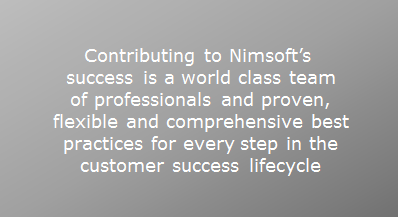 Contributing to Nimsoft’s
success is a world class team
of professionals and proven,
flexible and comprehensive best
practices for every step in the
customer success lifecycle